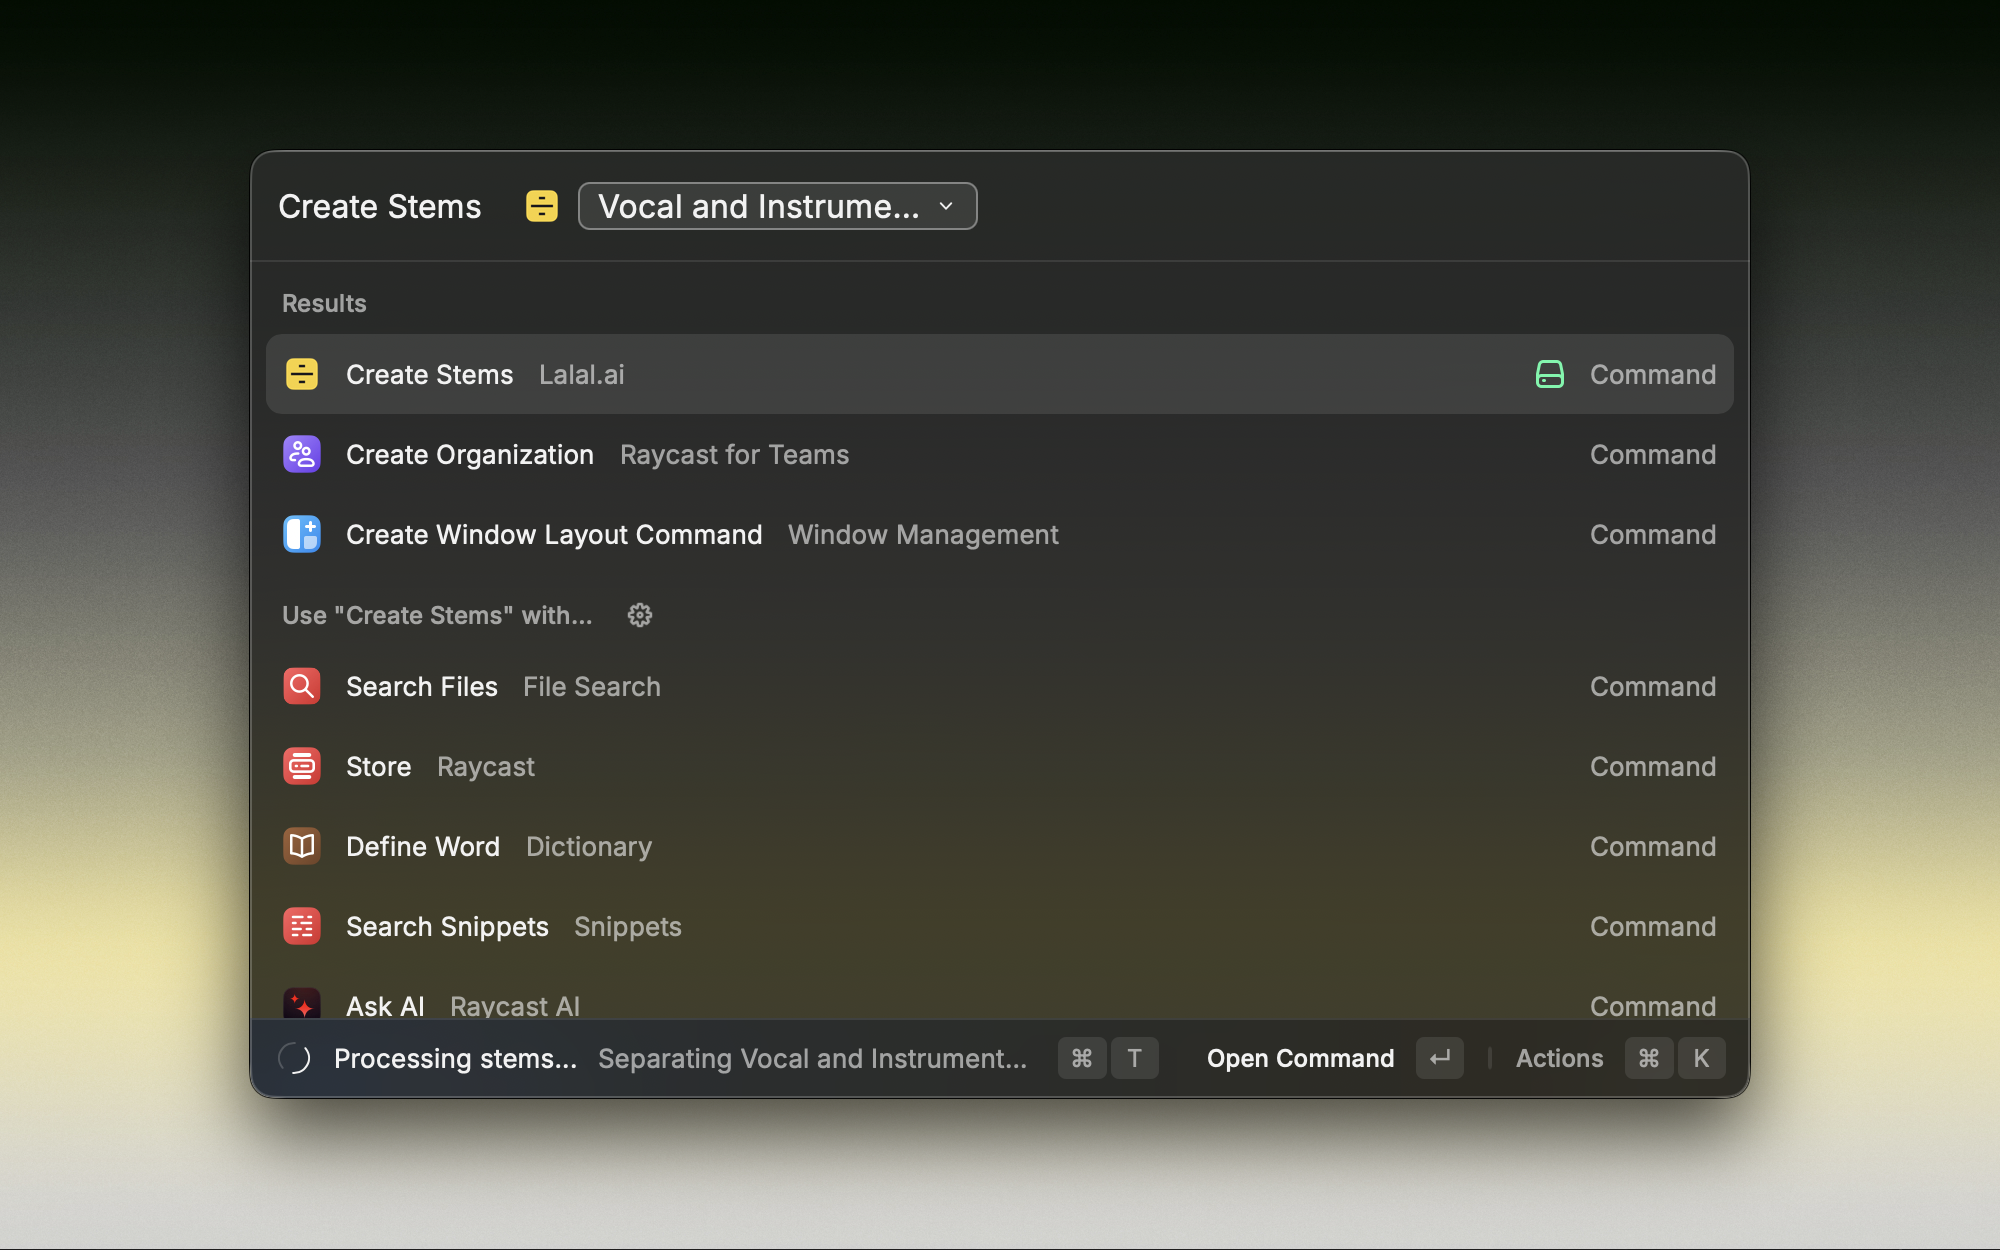 Create Stems Vocal and Instrume...
Results
Create Stems Lalal.ai Command
Create Organization Raycast for Teams Command
Create Window Layout Command Window Management Command
Use "Create Stems" with...
Search Files File Search Command
Store Raycast Command
Define Word Dictionary Command
Search Snippets Snippets Command
Ask AI Raycast AI Command
Processing stems... Separating Vocal and Instrument... ⌘ T Open Command ↵ Actions ⌘ K